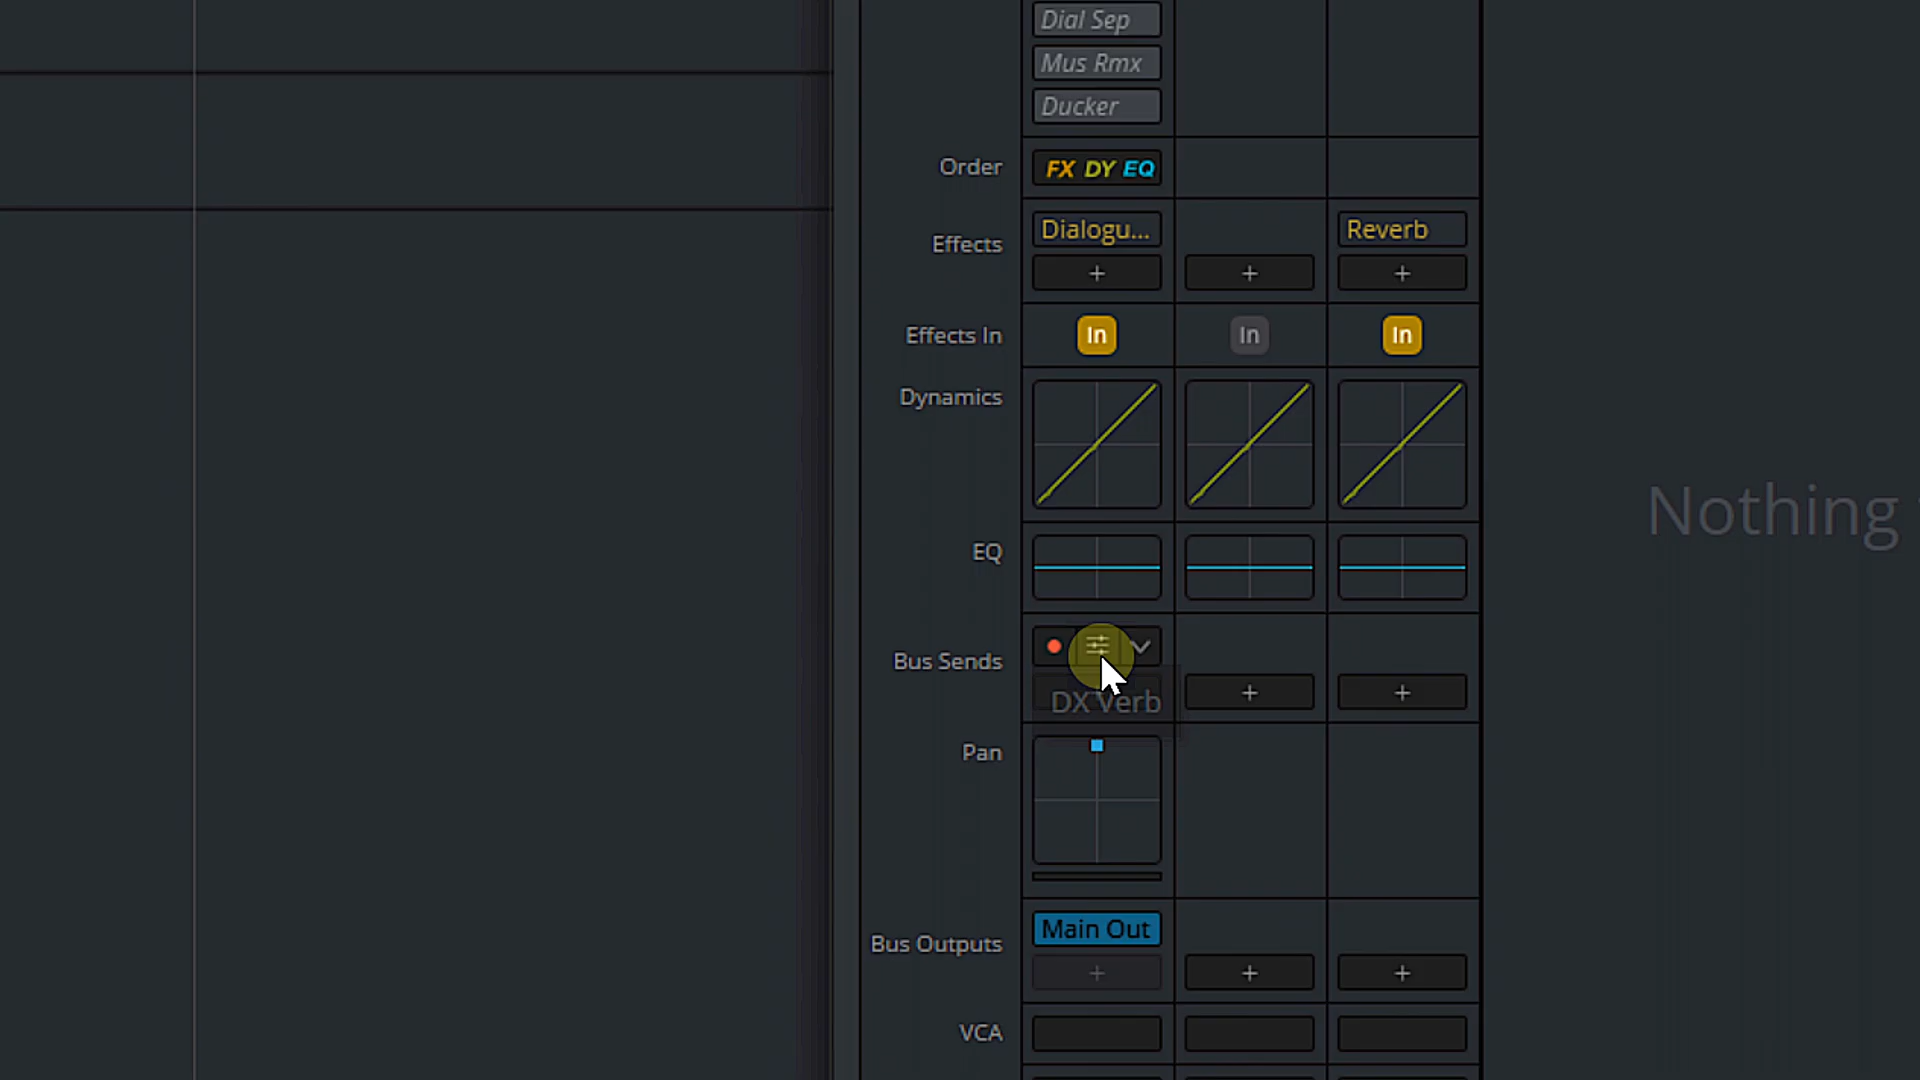 Dial Sep
Mus Rmx
Ducker
Order FX DY EQ
Effects Dialogu... Reverb
+ + +
Effects In In In In
Dynamics
EQ
Bus Sends
DX Verb + +
Pan
Bus Outputs Main Out
+ + +
VCA
Nothing